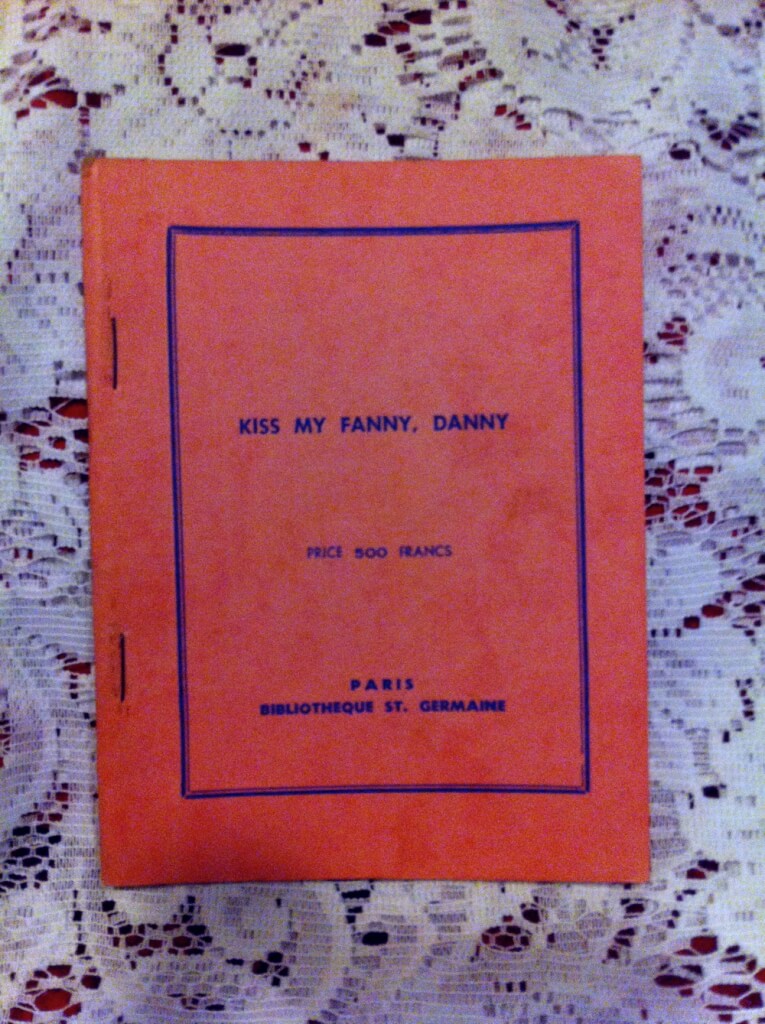 KISS MY FANNY, DANNY
PRICE 500 FRANCS
PARIS
BIBLIOTHEQUE ST. GERMAINE